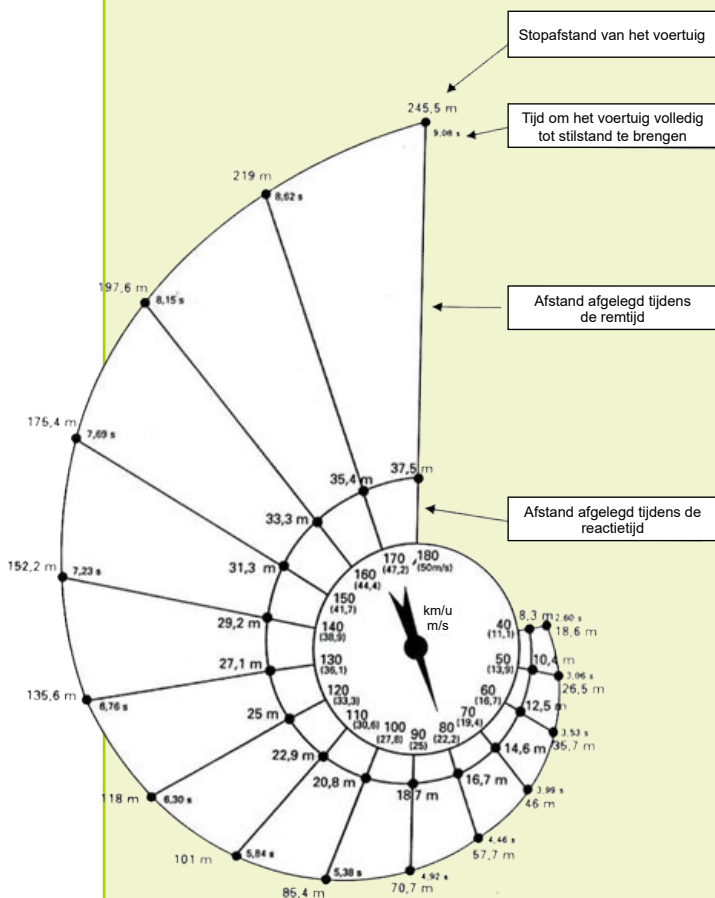 Stopafstand van het voertuig
245,5 m
Tijd om het voertuig volledig
tot stilstand te brengen
9,08 s
219 m
8,62 s
197,6 m
8,15 s
Afstand afgelegd tijdens
de remtijd
175,4 m
7,69 s
37,5 m
35,4 m
33,3 m
Afstand afgelegd tijdens de
reactietijd
31,3 m
152,2 m
7,23 s
29,2 m
27,1 m
135,6 m
6,76 s
25 m
22,9 m
20,8 m
18,7 m
16,7 m
14,6 m
12,5 m
10,4 m
8,3 m
180
(50m/s)
170
(47,2)
160
(44,4)
150
(41,7)
140
(38,9)
130
(36,1)
120
(33,3)
110
(30,6)
100
(27,8)
90
(25)
80
(22,2)
70
(19,4)
60
(16,7)
50
(13,9)
40
(11,1)
km/u
m/s
2,60 s
18,6 m
3,06 s
26,5 m
3,53 s
35,7 m
3,99 s
46 m
4,46 s
57,7 m
4,92 s
70,7 m
5,38 s
85,4 m
5,84 s
101 m
6,30 s
118 m